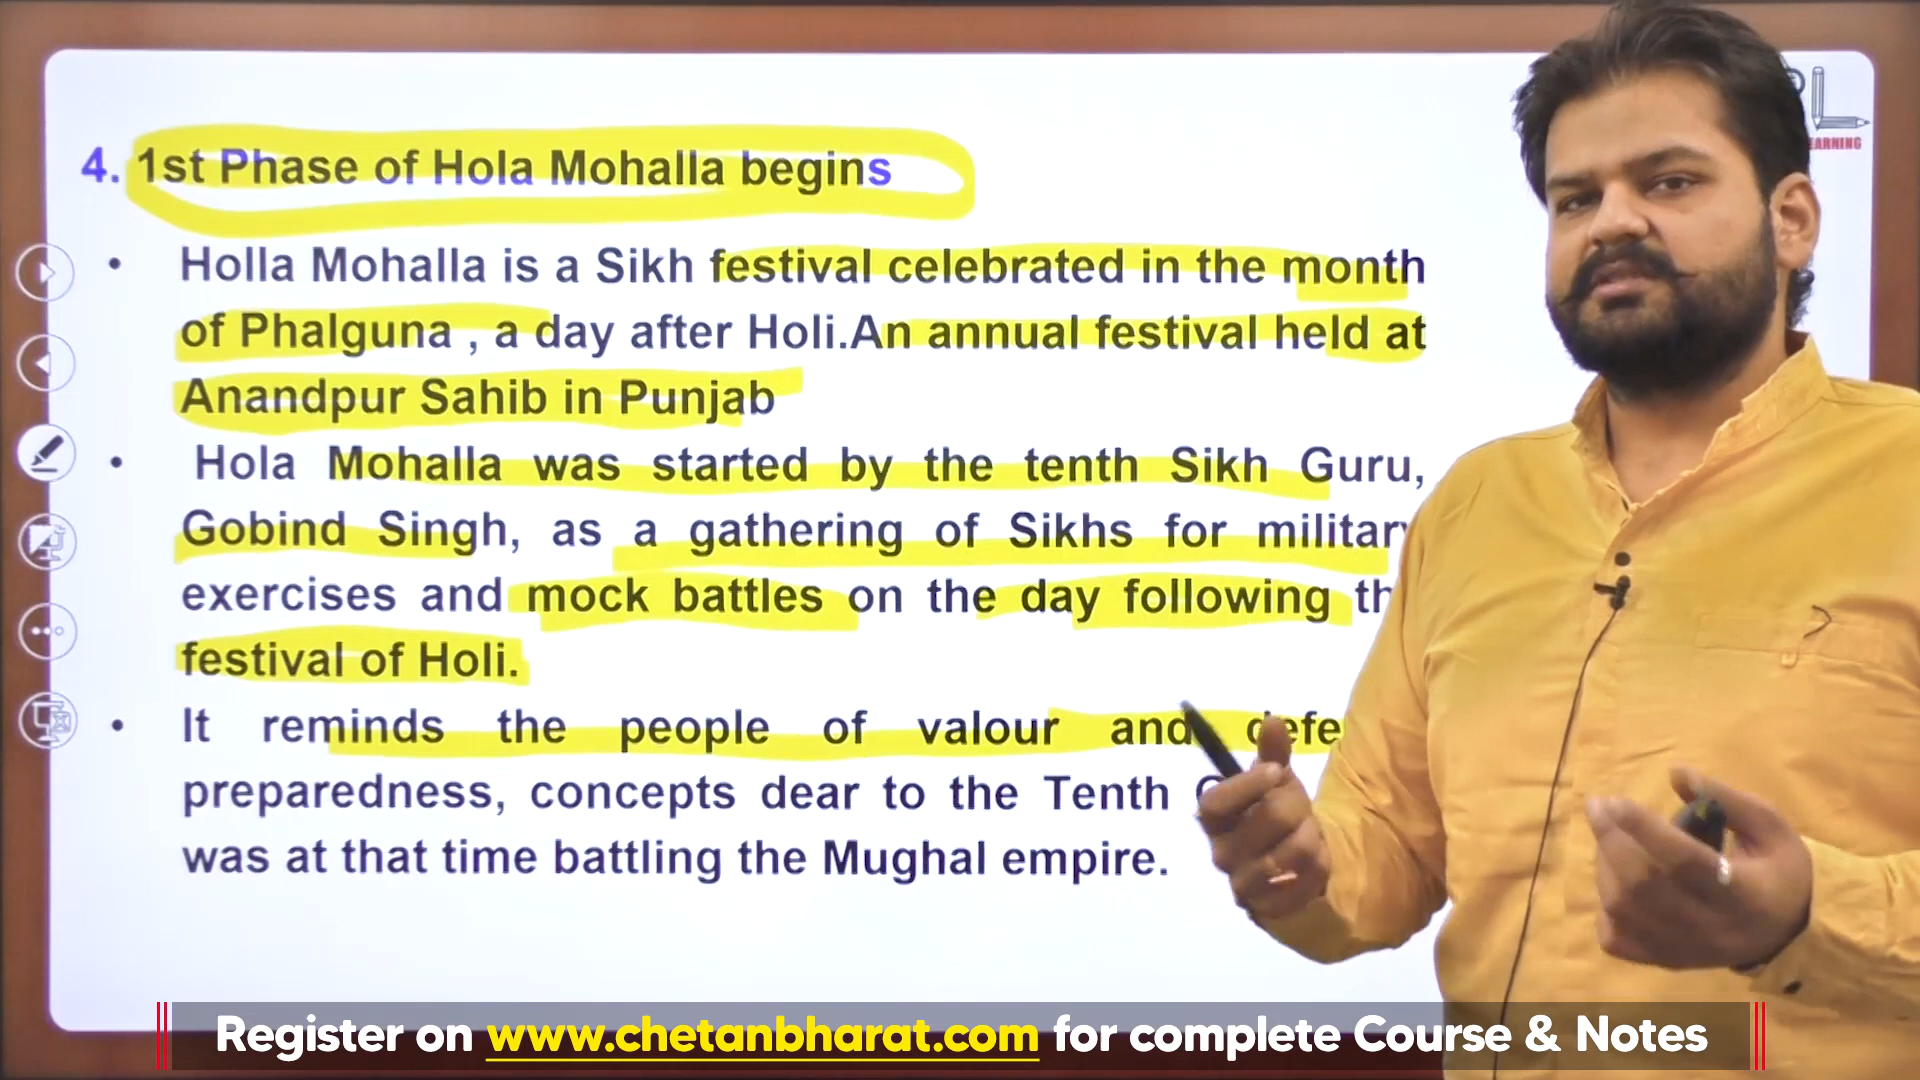 4. 1st Phase of Hola Mohalla begins
• Holla Mohalla is a Sikh festival celebrated in the month
of Phalguna , a day after Holi.An annual festival held at
Anandpur Sahib in Punjab
• Hola Mohalla was started by the tenth Sikh Guru,
Gobind Singh, as a gathering of Sikhs for military
exercises and mock battles on the day following
festival of Holi.
• It reminds the people of valour and
preparedness, concepts dear to the Tenth
was at that time battling the Mughal empire.
Register on www.chetanbharat.com for complete Course & Notes